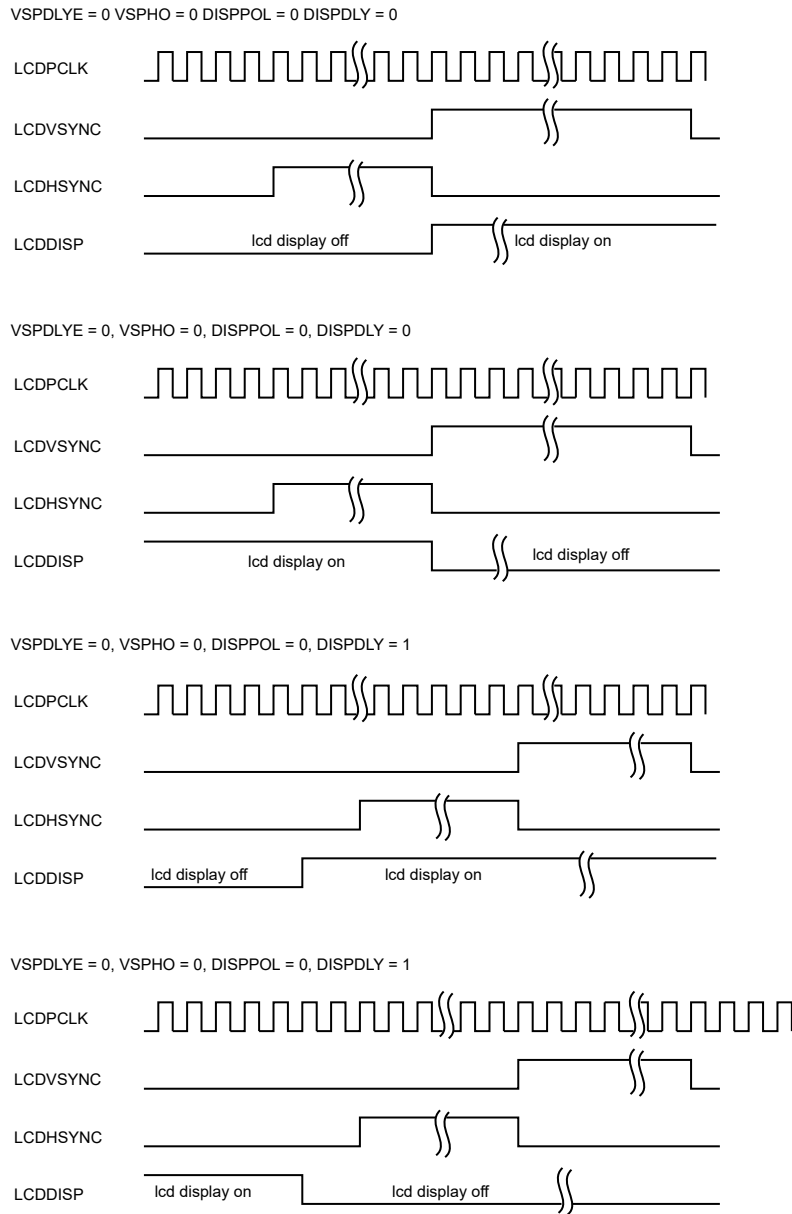 VSPDLYE = 0 VSPHO = 0 DISPPOL = 0 DISPDLY = 0
LCDPCLK
LCDVSYNC
LCDHSYNC
LCDDISP lcd display off lcd display on
VSPDLYE = 0, VSPHO = 0, DISPPOL = 0, DISPDLY = 0
LCDPCLK
LCDVSYNC
LCDHSYNC
LCDDISP lcd display on lcd display off
VSPDLYE = 0, VSPHO = 0, DISPPOL = 0, DISPDLY = 1
LCDPCLK
LCDVSYNC
LCDHSYNC
LCDDISP lcd display off lcd display on
VSPDLYE = 0, VSPHO = 0, DISPPOL = 0, DISPDLY = 1
LCDPCLK
LCDVSYNC
LCDHSYNC
LCDDISP lcd display on lcd display off